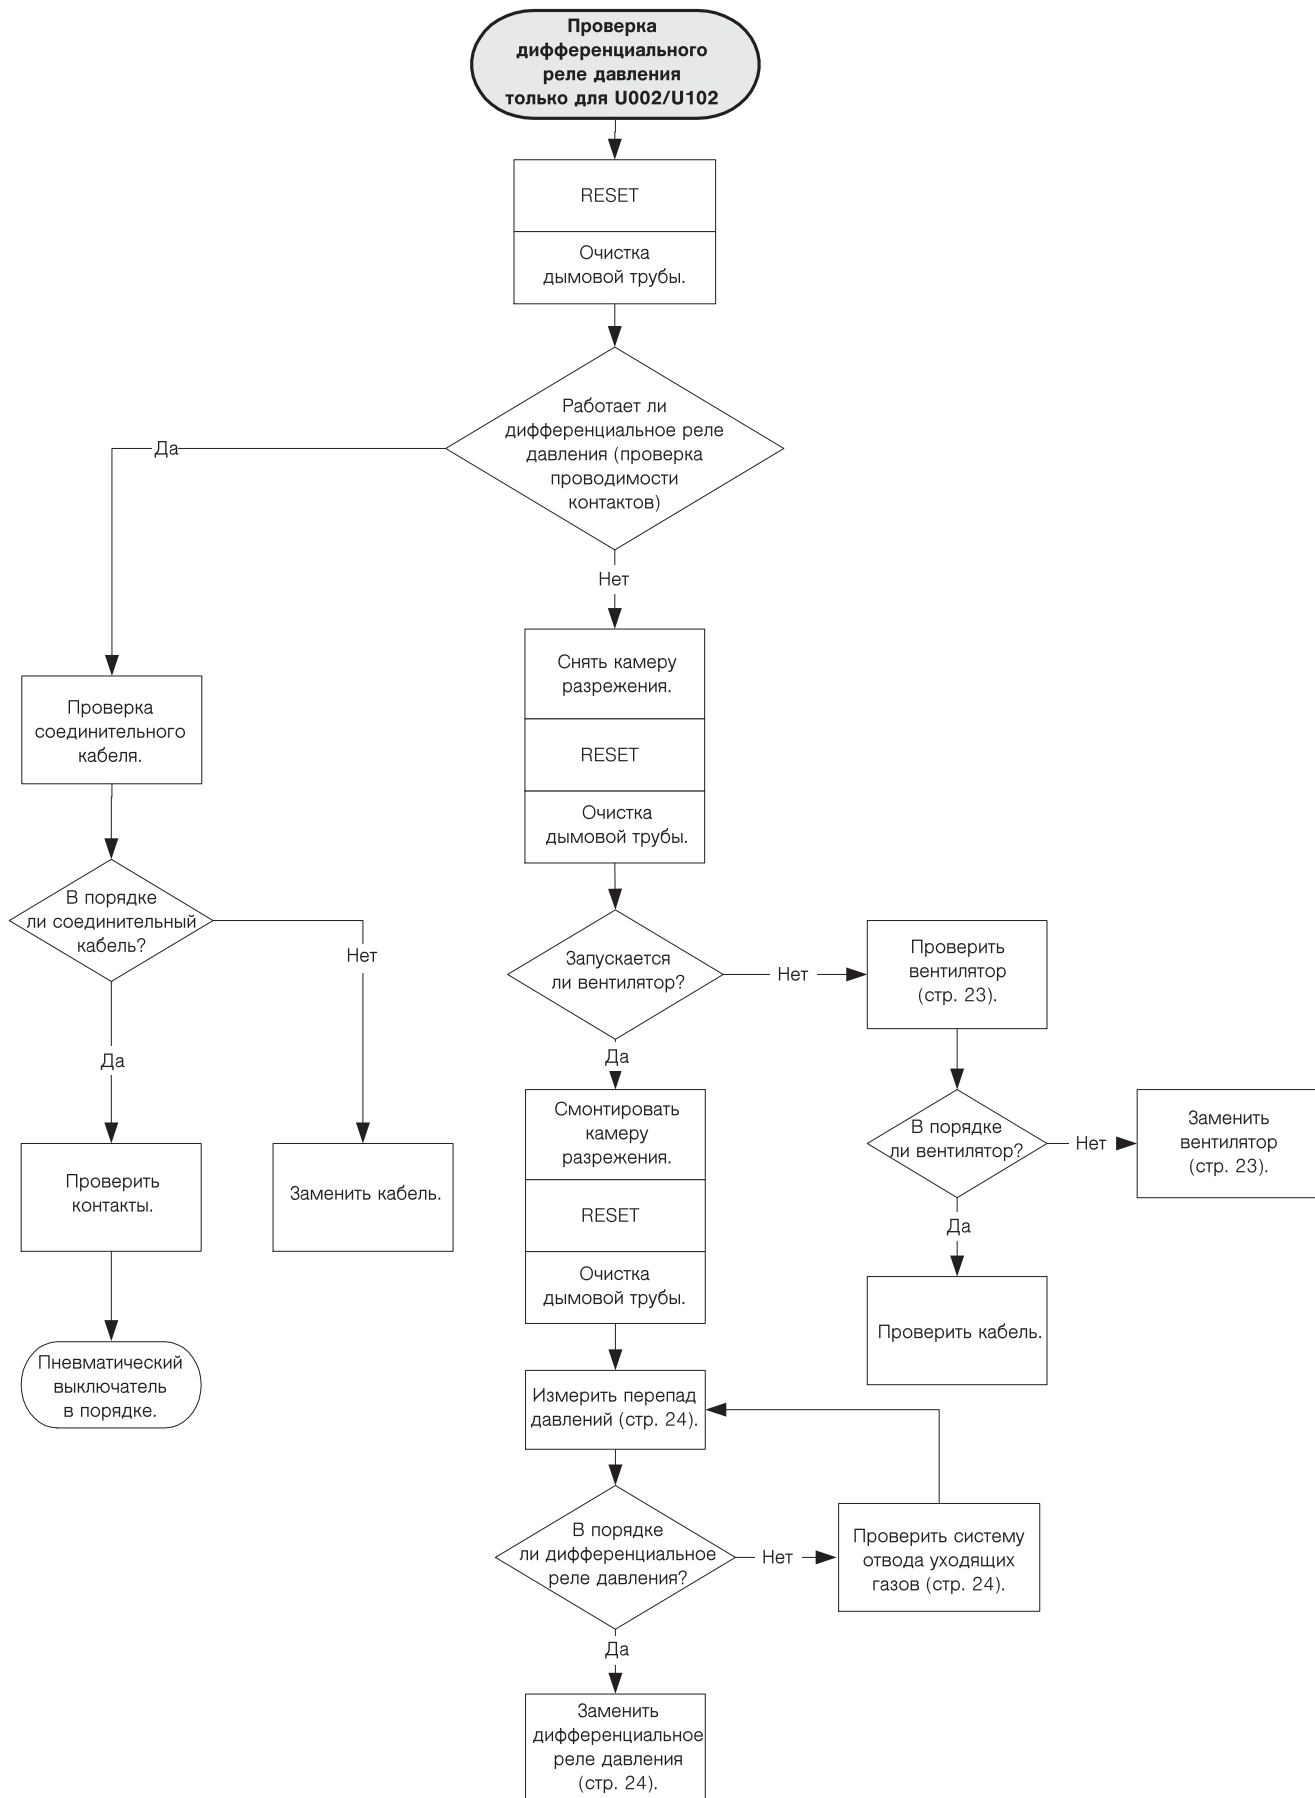 Проверка
дифференциального
реле давления
только для U002/U102
RESET
Очистка
дымовой трубы.
Работает ли
дифференциальное реле
давления (проверка
проводимости
контактов)
Да
Нет
Снять камеру
разрежения.
RESET
Очистка
дымовой трубы.
Проверка
соединительного
кабеля.
В порядке
ли соединительный
кабель?
Нет
Да
Проверить
контакты.
Заменить кабель.
Пневматический
выключатель
в порядке.
Запускается
ли вентилятор?
Нет
Проверить
вентилятор
(стр. 23).
Да
В порядке
ли вентилятор?
Нет
Заменить
вентилятор
(стр. 23).
Да
Проверить кабель.
Смонтировать
камеру
разрежения.
RESET
Очистка
дымовой трубы.
Измерить перепад
давлений (стр. 24).
В порядке
ли дифференциальное
реле давления?
Нет
Проверить систему
отвода уходящих
газов (стр. 24).
Да
Заменить
дифференциальное
реле давления
(стр. 24).